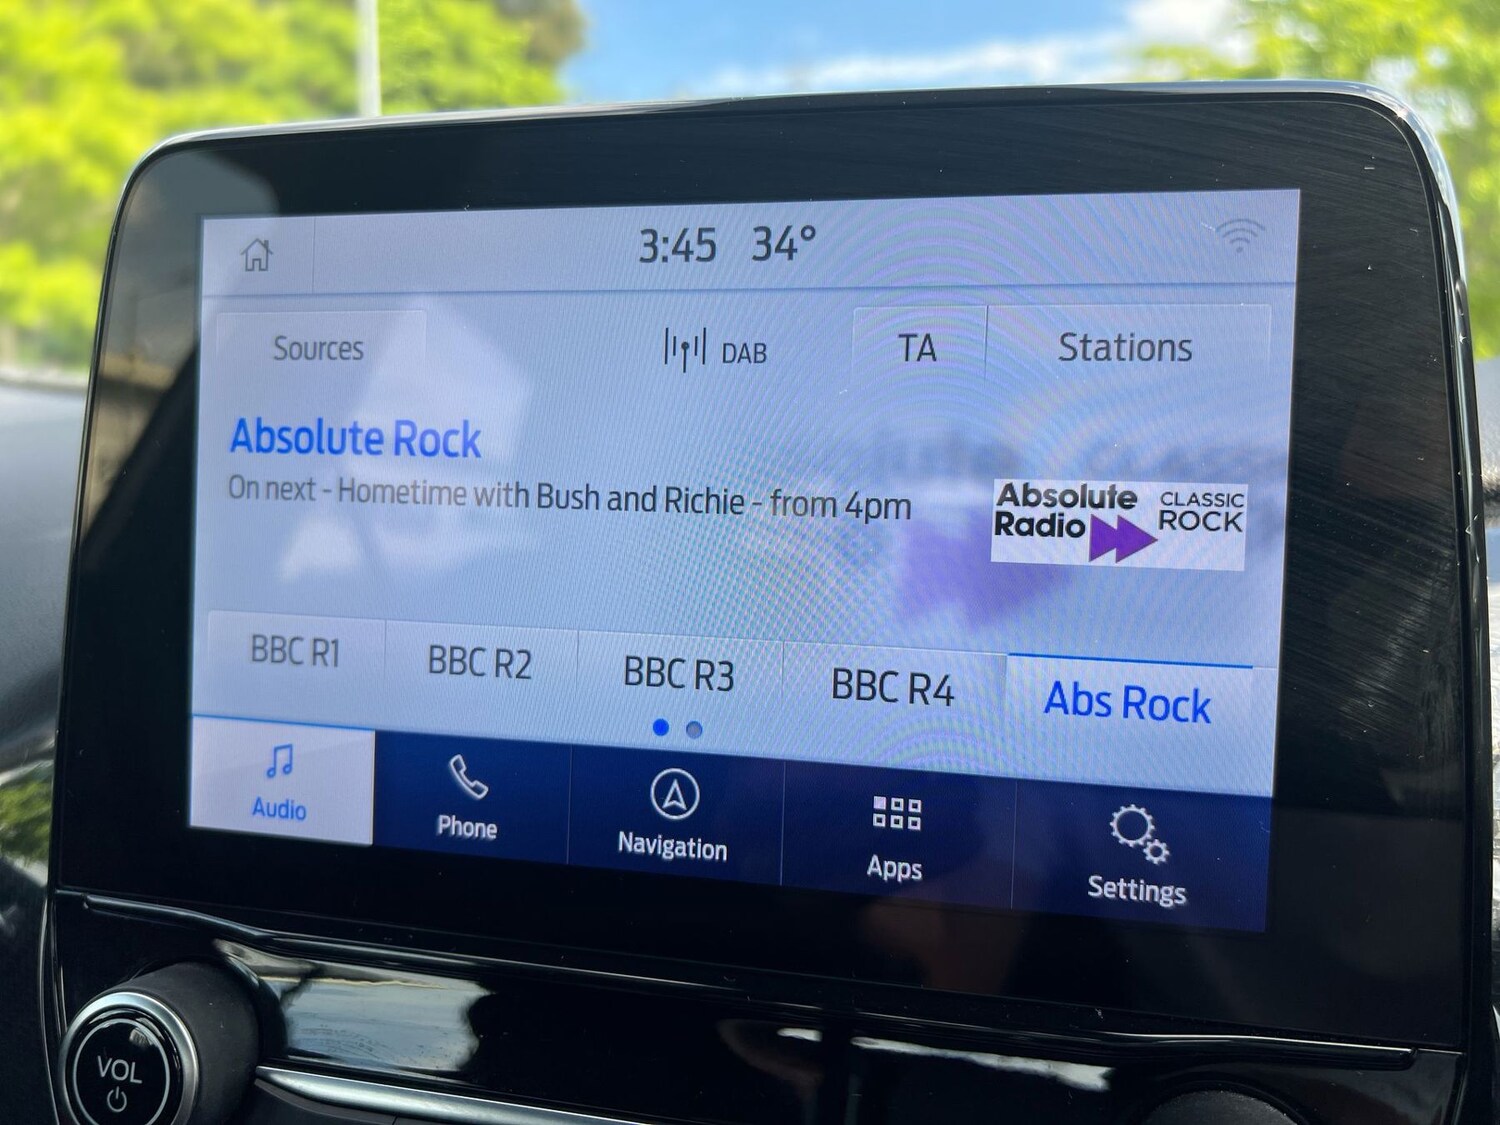 3:45 34°
Sources
DAB
TA
Stations
Absolute Rock
On next - Hometime with Bush and Richie - from 4pm
Absolute
Radio
CLASSIC
ROCK
BBC R1
BBC R2
BBC R3
BBC R4
Abs Rock
Audio
Phone
Navigation
Apps
Settings
VOL